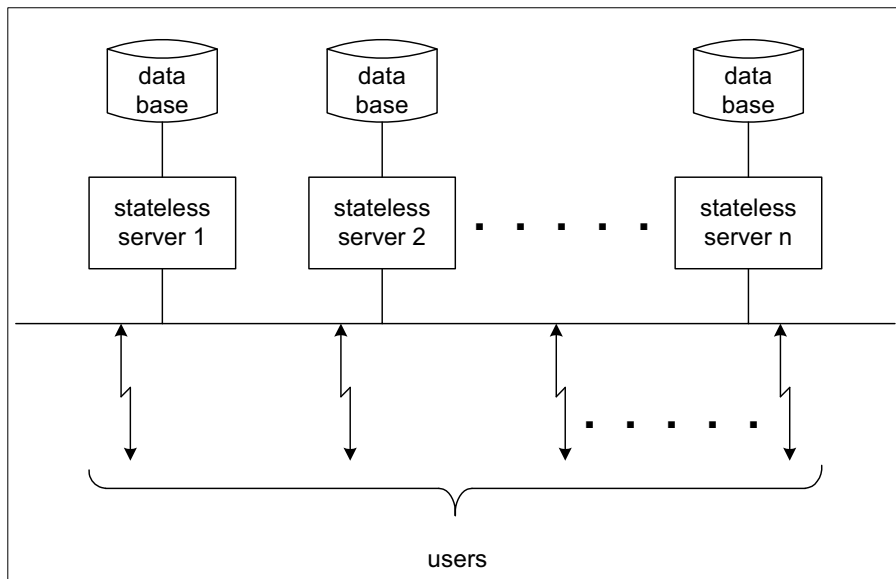 data
base
data
base
data
base
stateless
server 1
stateless
server 2
stateless
server n
users